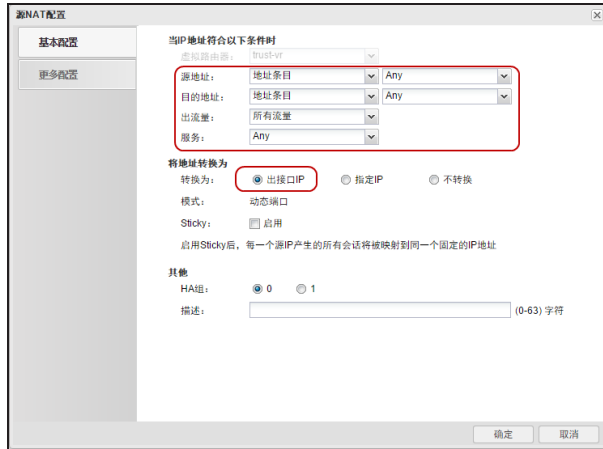 源NAT配置
基本配置
更多配置
当IP地址符合以下条件时
虚拟路由器： trust-vr
源地址： 地址条目 Any
目的地址： 地址条目 Any
出流量： 所有流量
服务： Any
将地址转换为
转换为： 出接口IP 指定IP 不转换
模式： 动态端口
Sticky： 启用
启用Sticky后，每一个源IP产生的所有会话将被映射到同一个固定的IP地址
其他
HA组： 0 1
描述： (0-63) 字符
确定 取消